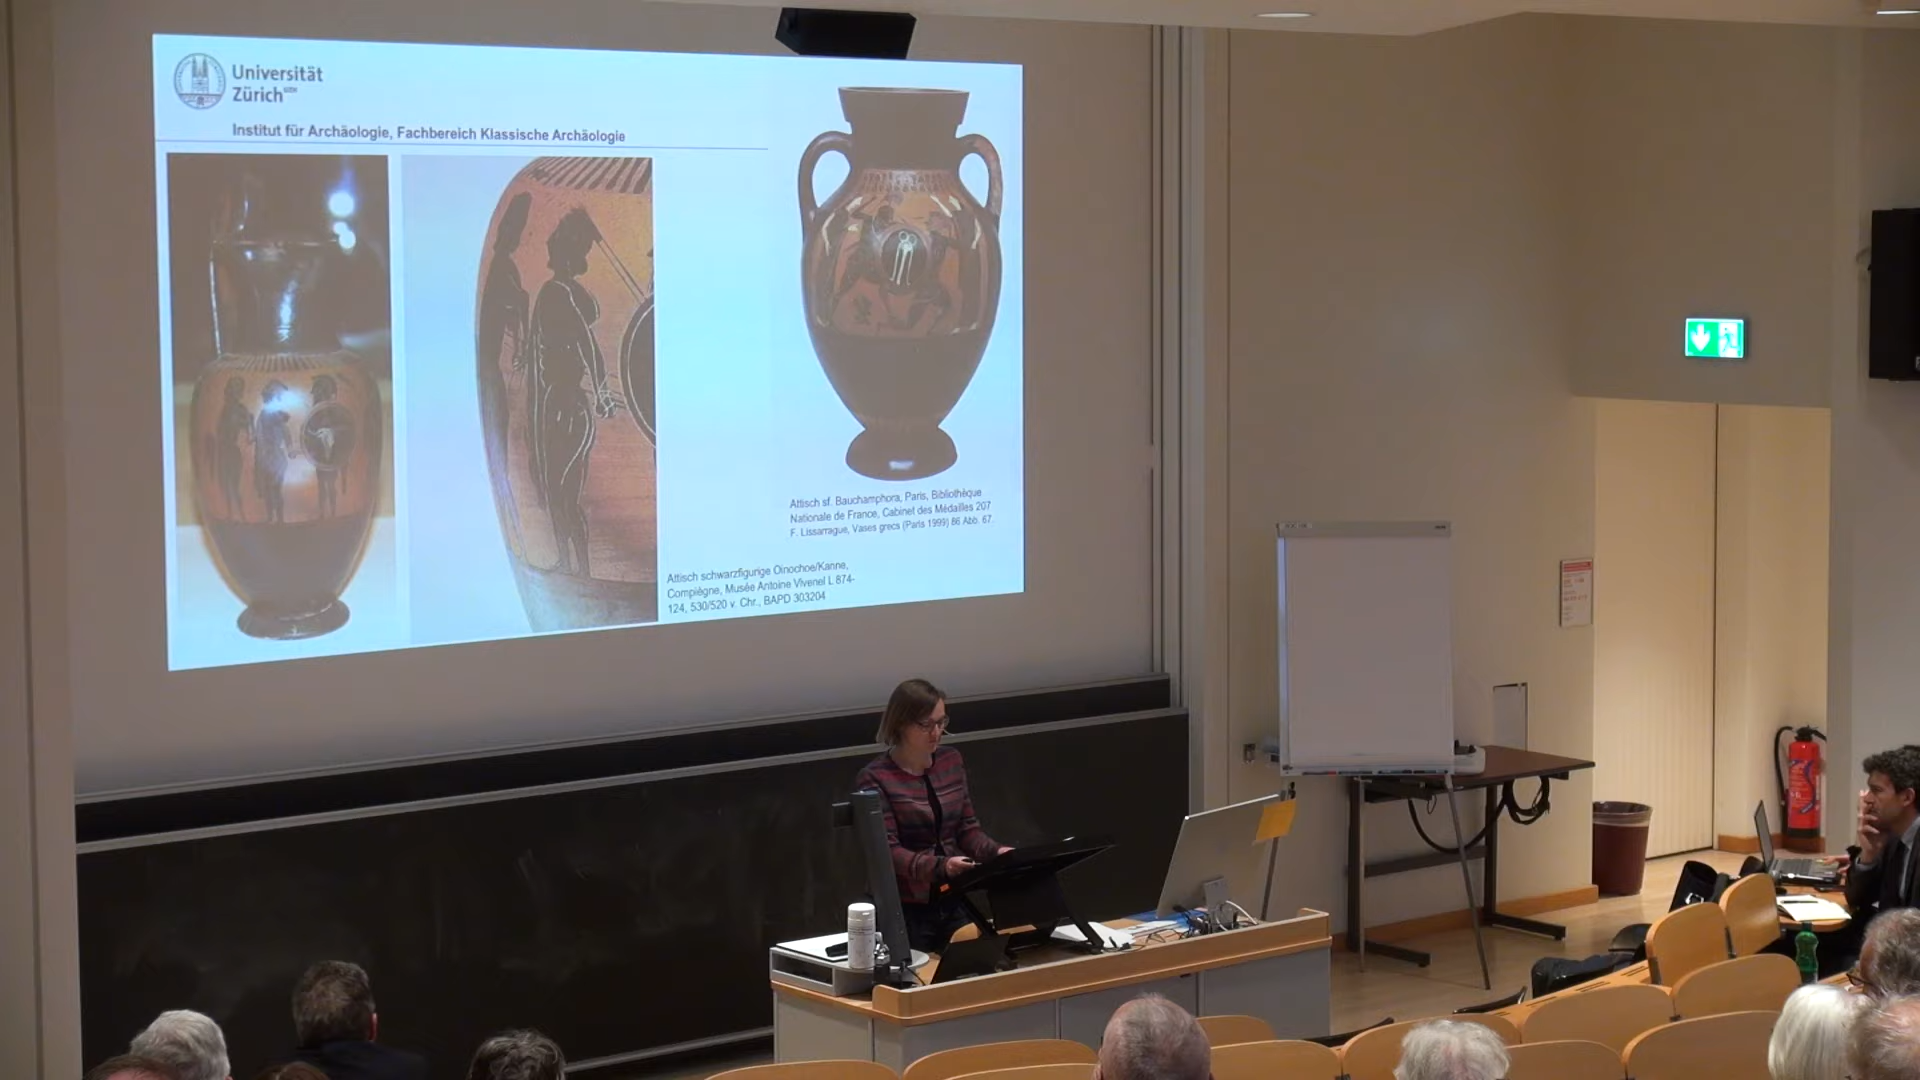 Universität
Zürich UZH
Institut für Archäologie, Fachbereich Klassische Archäologie
Attisch sf. Bauchamphora, Paris, Bibliothèque
Nationale de France, Cabinet des Médailles 207
F. Lissarrague, Vases grecs (Paris 1999) 86 Abb. 67.
Attisch schwarzfigurige Oinochoe/Kanne,
Compiègne, Musée Antoine Vivenel L 874-
124, 530/520 v. Chr., BAPD 303204